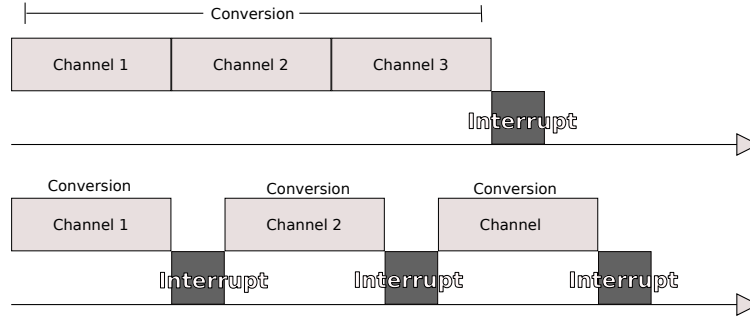 Conversion
Channel 1 Channel 2 Channel 3
Interrupt
Conversion Conversion Conversion
Channel 1 Channel 2 Channel
Interrupt Interrupt Interrupt